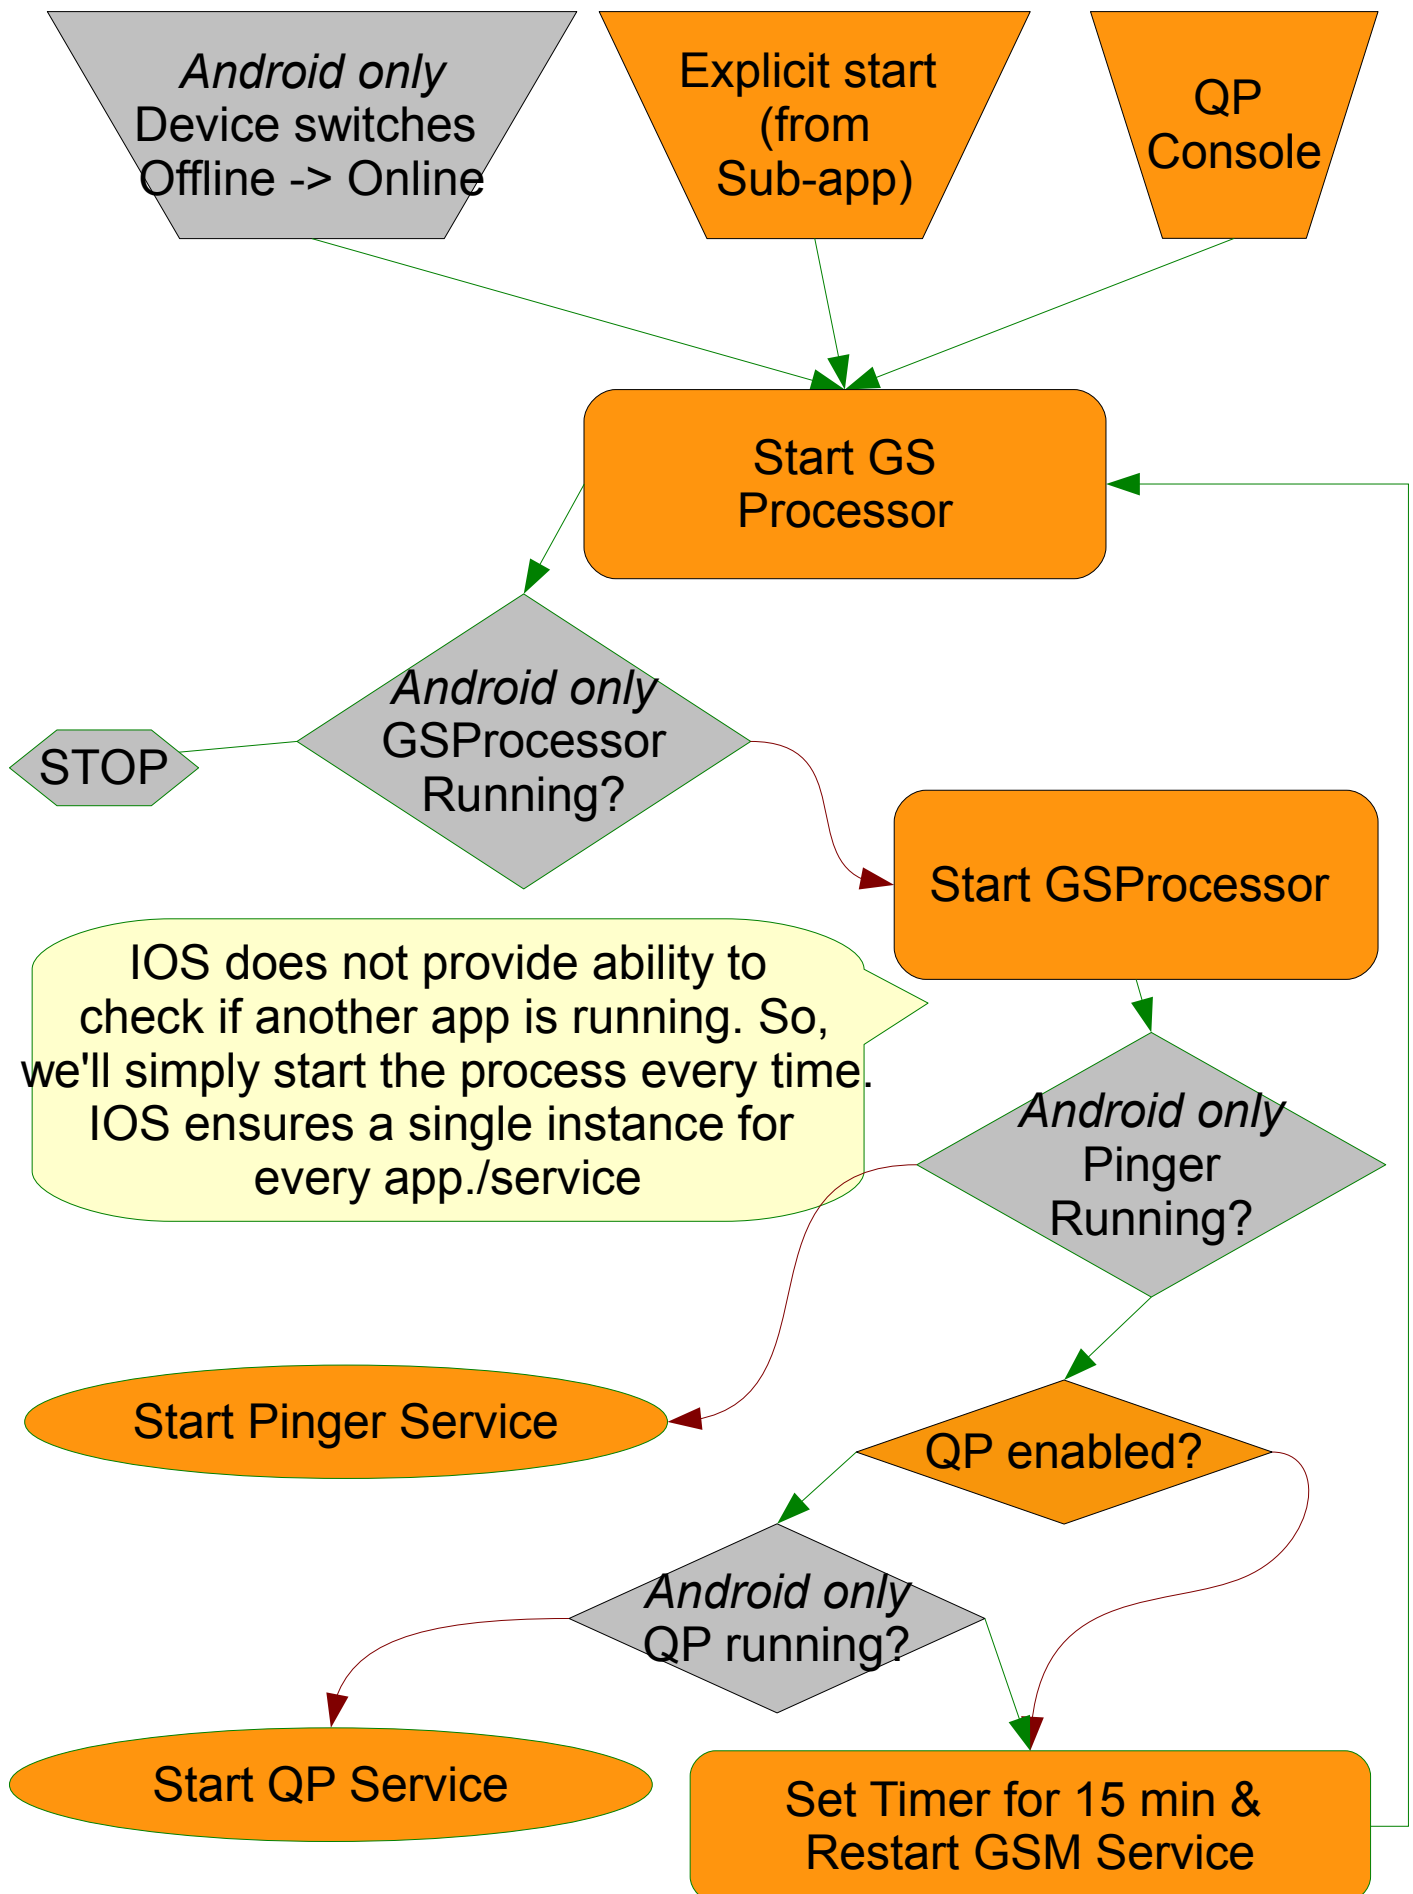 Android only
Device switches
Offline -> Online
Explicit start
(from
Sub-app)
QP
Console
Start GS
Processor
Android only
GSProcessor
Running?
STOP
Start GSProcessor
IOS does not provide ability to
check if another app is running. So,
we'll simply start the process every time.
IOS ensures a single instance for
every app./service
Android only
Pinger
Running?
Start Pinger Service
QP enabled?
Android only
QP running?
Start QP Service
Set Timer for 15 min &
Restart GSM Service